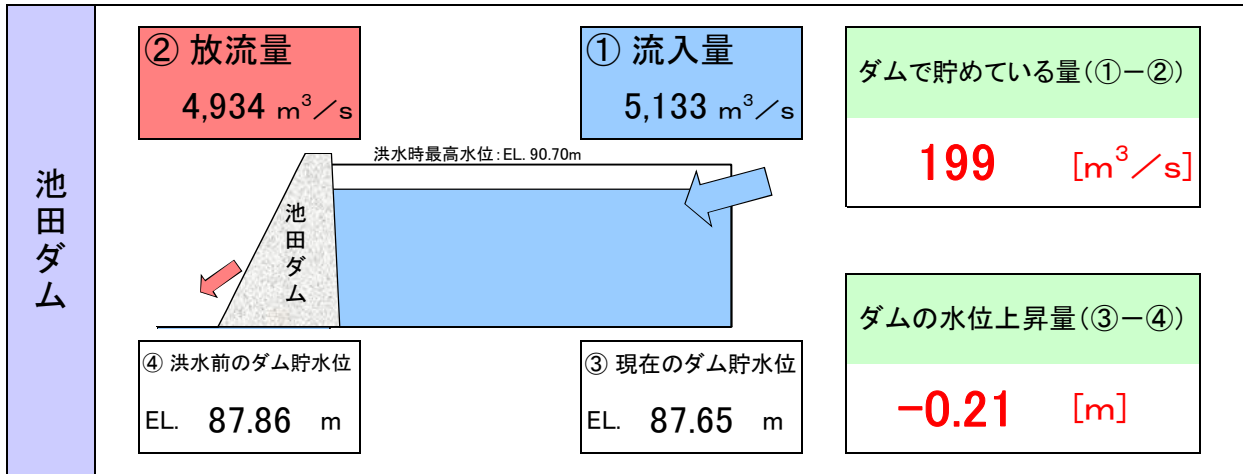 池田ダム
② 放流量
4,934 m³／s
① 流入量
5,133 m³／s
ダムで貯めている量(①－②)
199 [m³／s]
洪水時最高水位：EL. 90.70m
池田ダム
④ 洪水前のダム貯水位
EL. 87.86 m
③ 現在のダム貯水位
EL. 87.65 m
ダムの水位上昇量(③－④)
−0.21 [m]